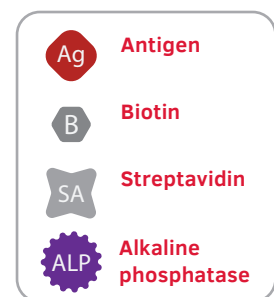 Ag Antigen
B Biotin
SA Streptavidin
ALP Alkaline
phosphatase